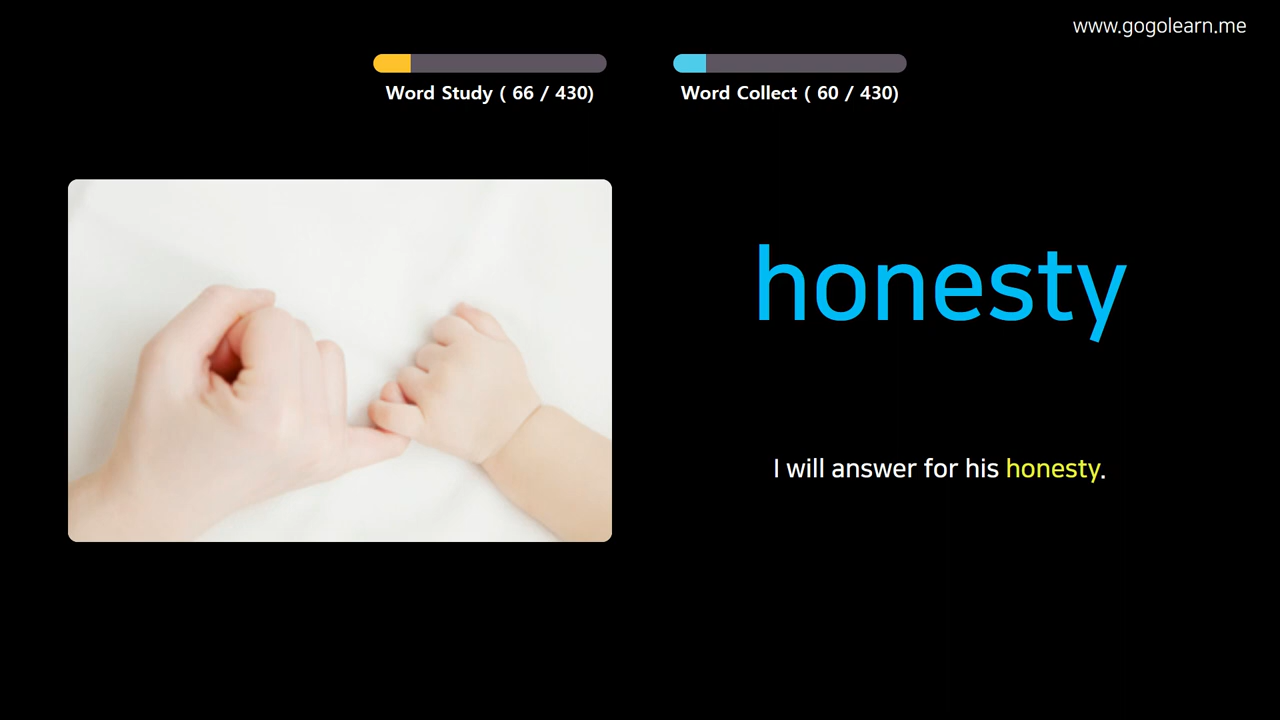 www.gogolearn.me
Word Study ( 66 / 430)
Word Collect ( 60 / 430)
honesty
I will answer for his honesty.